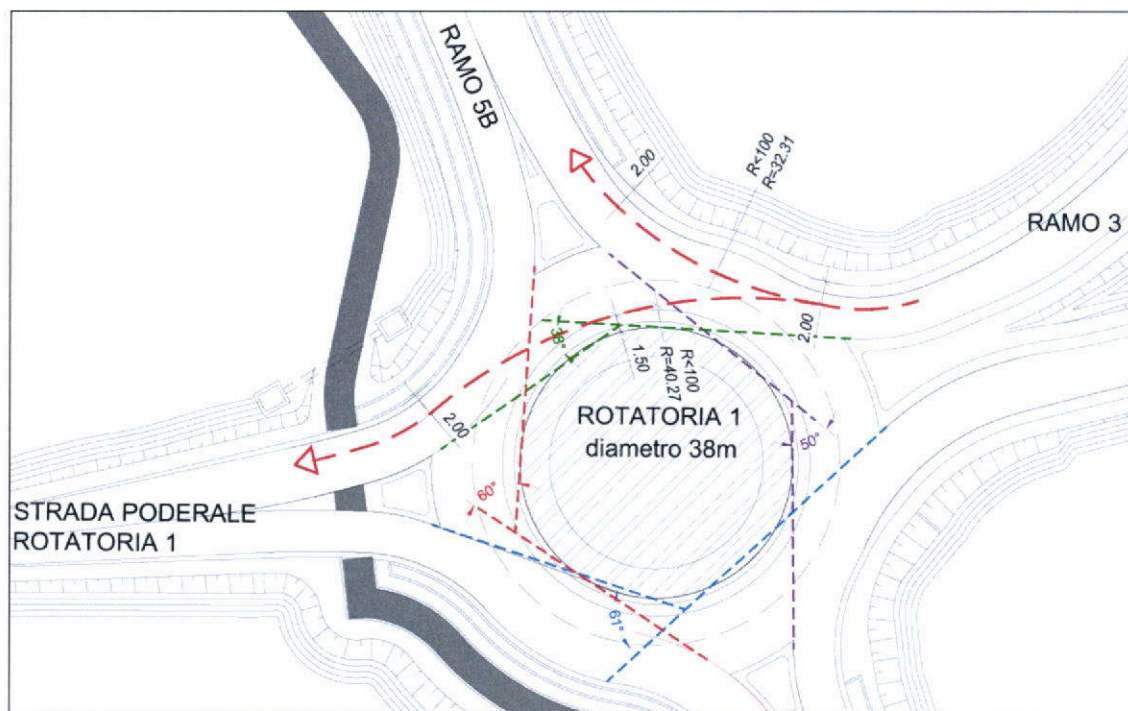 RAMO 5B
2.00
R<100
R=32.31
RAMO 3
2.00
38°
1.50
R<100
R=40.27
2.00
ROTATORIA 1
diametro 38m
50°
60°
STRADA PODERALE
ROTATORIA 1
61°